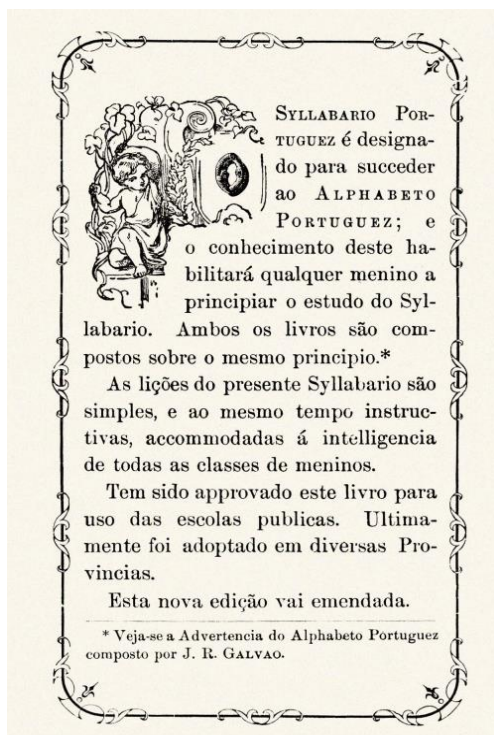 O SYLLABARIO POR-
TUGUEZ é designa-
do para succeder
ao ALPHABETO
PORTUGUEZ; e
o conhecimento deste ha-
bilitará qualquer menino a
principiar o estudo do Syl-
labario. Ambos os livros são com-
postos sobre o mesmo principio.*
As lições do presente Syllabario são
simples, e ao mesmo tempo instruc-
tivas, accommodadas á intelligencia
de todas as classes de meninos.
Tem sido approvado este livro para
uso das escolas publicas. Ultima-
mente foi adoptado em diversas Pro-
vincias.
Esta nova edição vai emendada.
* Veja-se a Advertencia do Alphabeto Portuguez
composto por J. R. GALVAO.